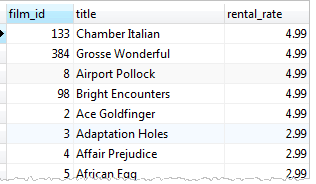 film_id title rental_rate
133 Chamber Italian 4.99
384 Grosse Wonderful 4.99
8 Airport Pollock 4.99
98 Bright Encounters 4.99
2 Ace Goldfinger 4.99
3 Adaptation Holes 2.99
4 Affair Prejudice 2.99
5 African Egg 2.99